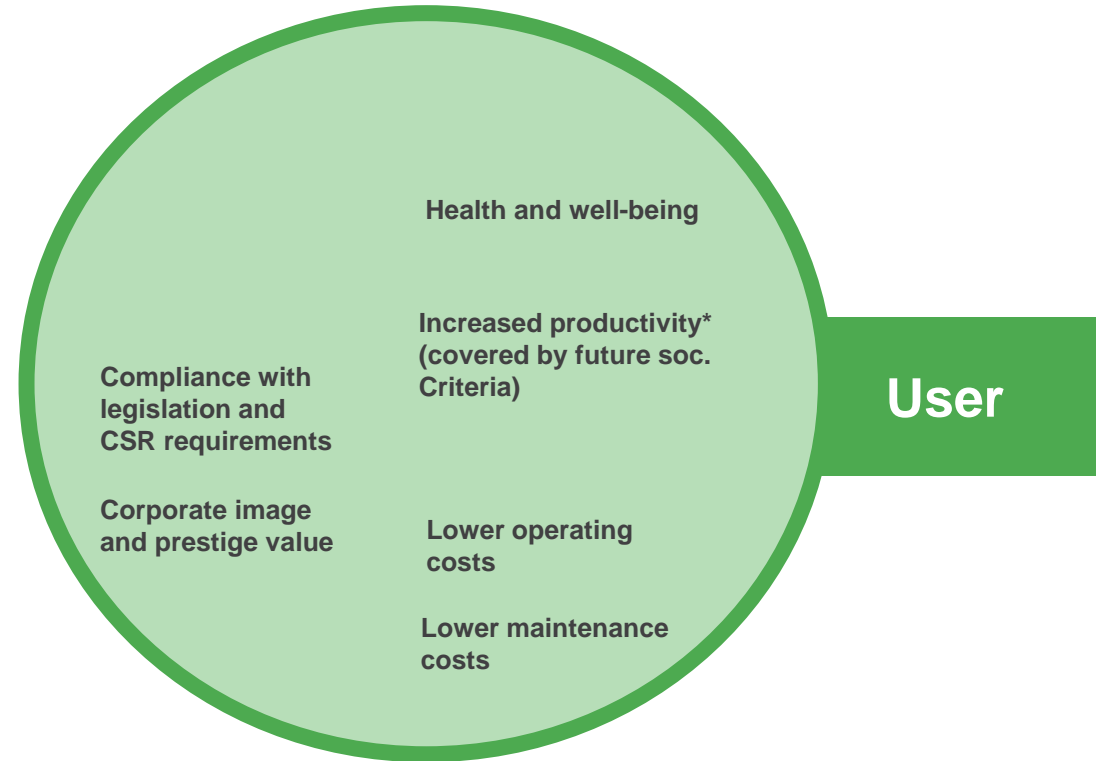 Health and well-being
Increased productivity*
(covered by future soc.
Criteria)
Compliance with
legislation and
CSR requirements
Corporate image
and prestige value
Lower operating
costs
Lower maintenance
costs
User